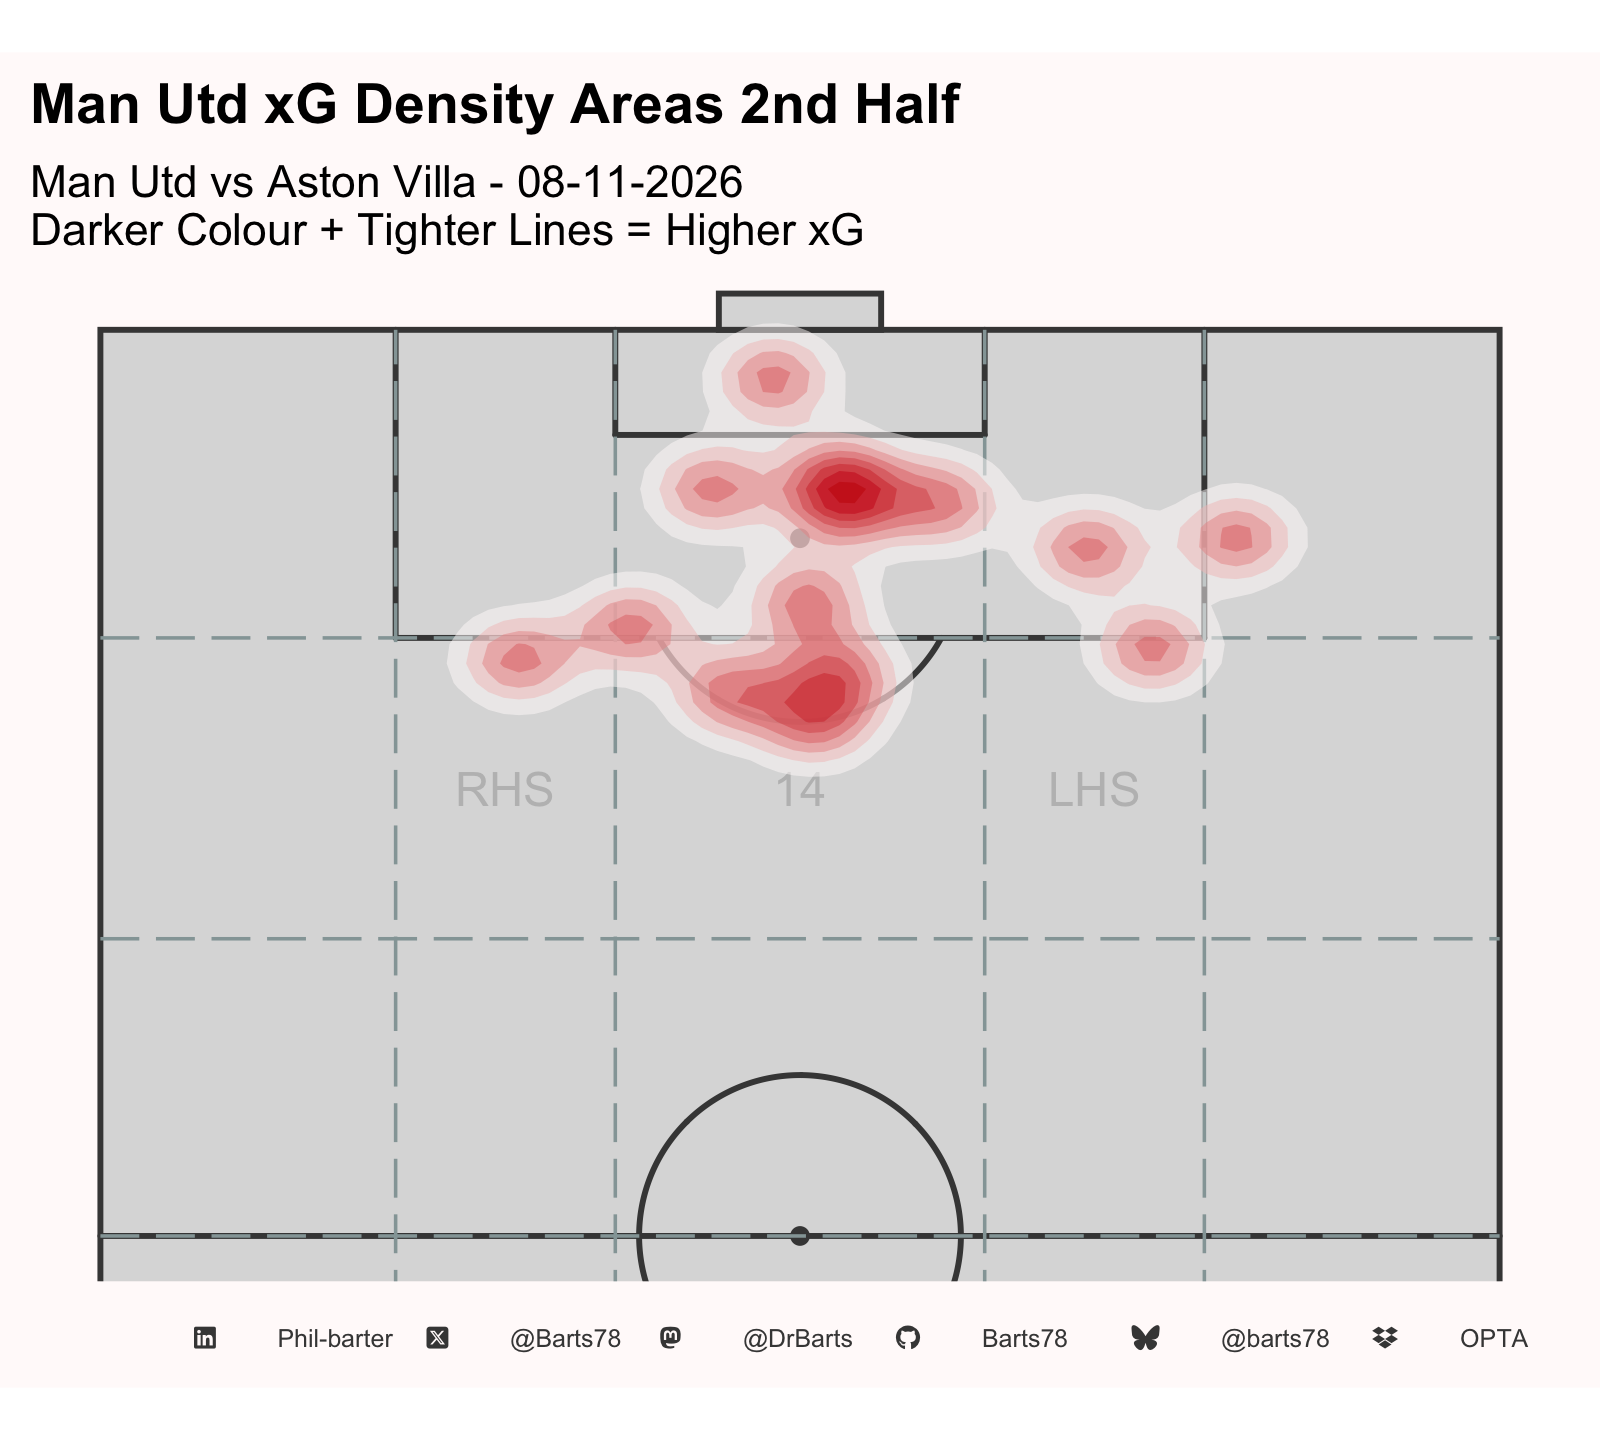 Man Utd xG Density Areas 2nd Half
Man Utd vs Aston Villa - 08-11-2026
Darker Colour + Tighter Lines = Higher xG
RHS 14 LHS
Phil-barter @Barts78 @DrBarts Barts78 @barts78 OPTA